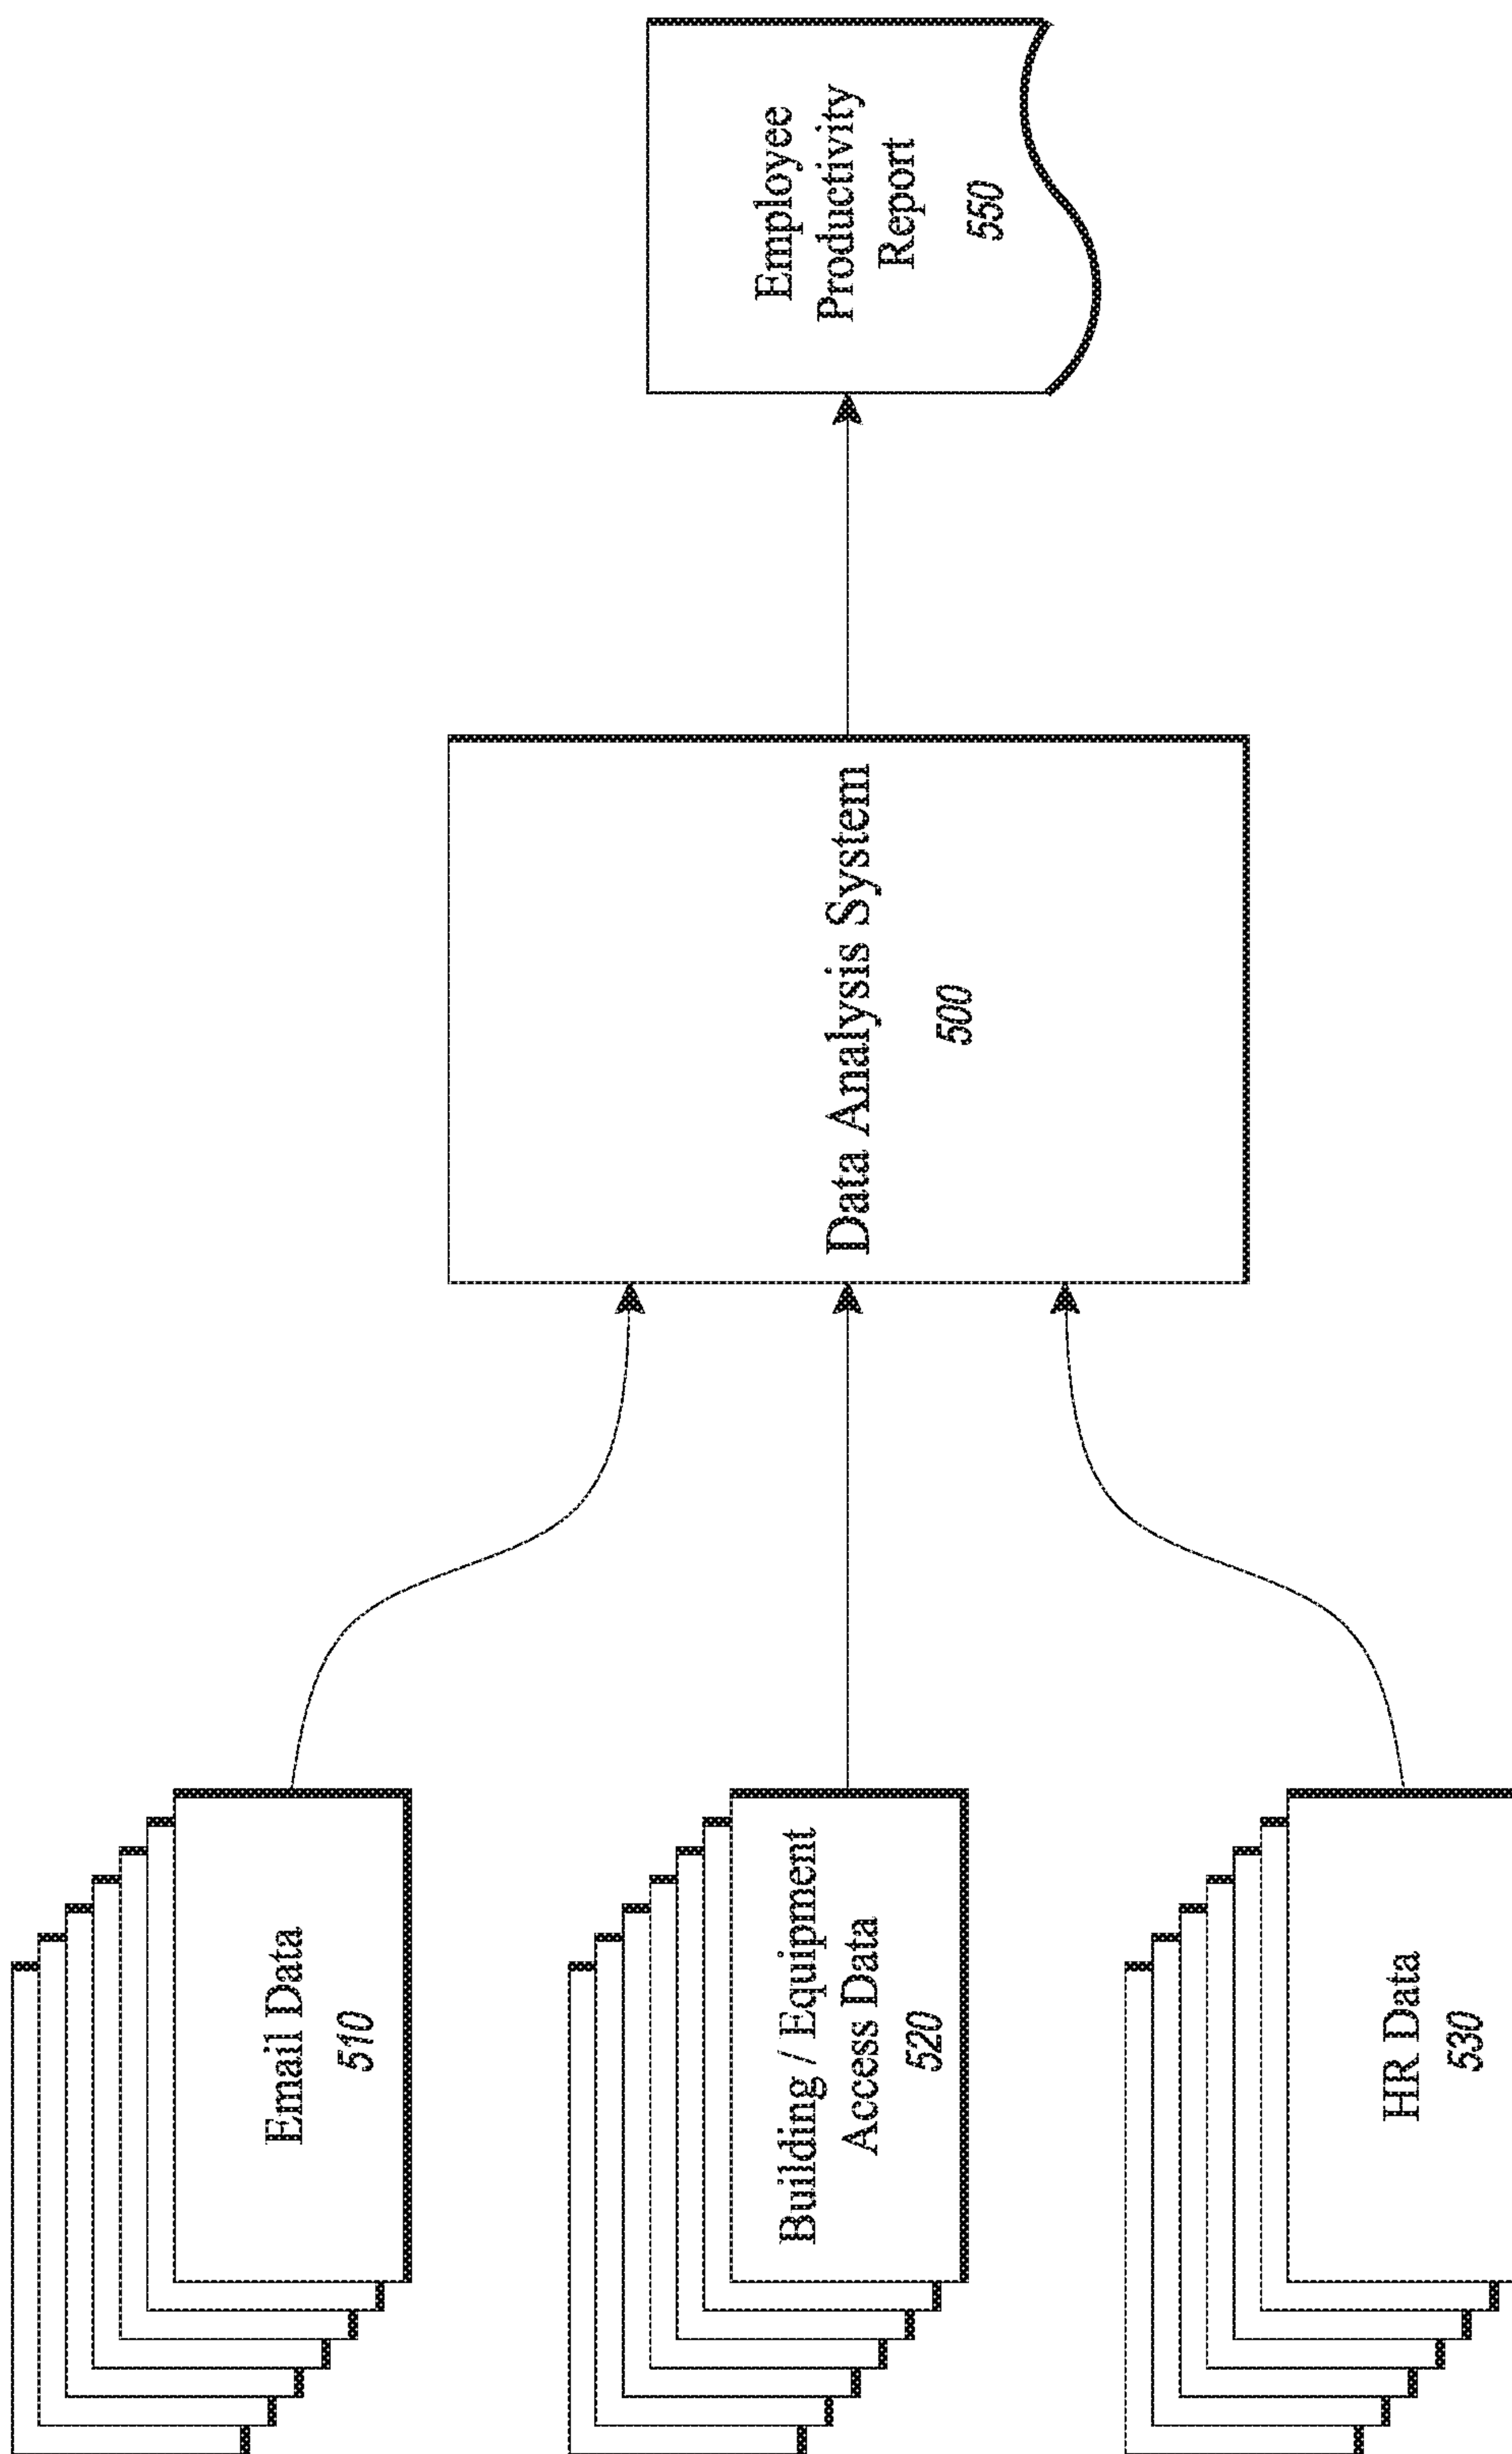 Email Data
510
Building / Equipment
Access Data
520
HR Data
530
Data Analysis System
500
Employee
Productivity
Report
550